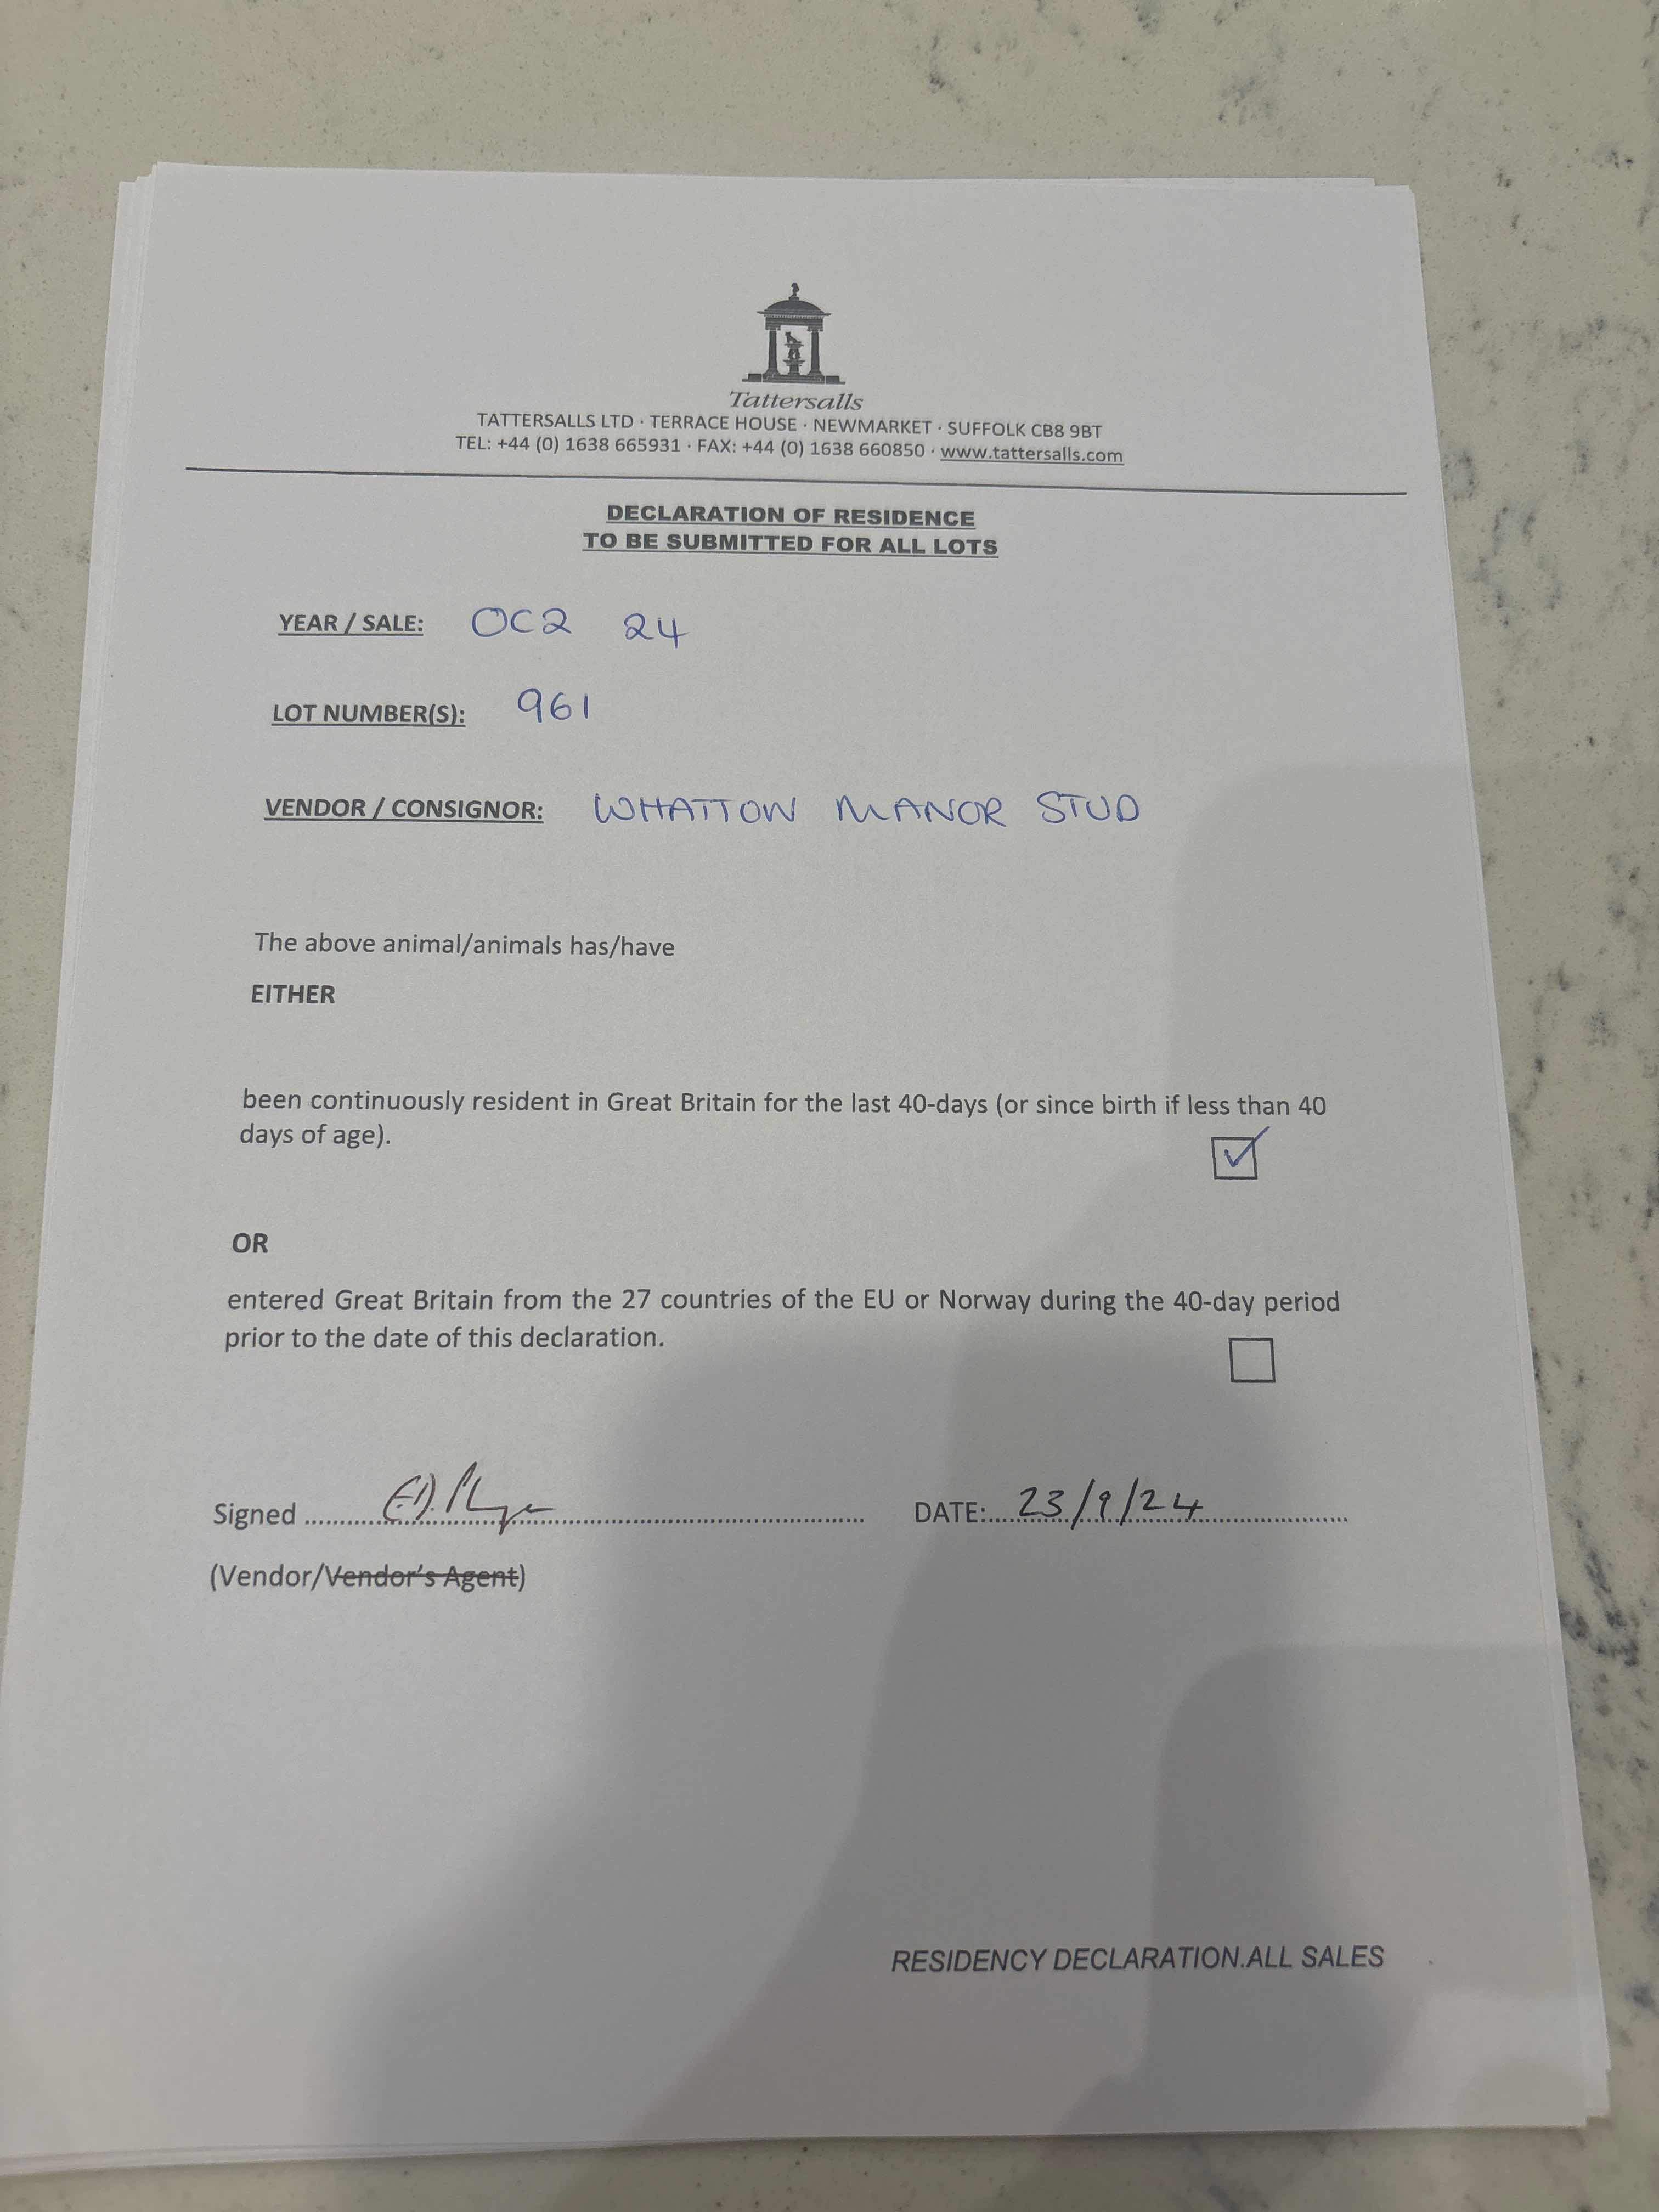 Tattersalls
TATTERSALLS LTD · TERRACE HOUSE · NEWMARKET · SUFFOLK CB8 9BT
TEL: +44 (0) 1638 665931 · FAX: +44 (0) 1638 660850 · www.tattersalls.com
DECLARATION OF RESIDENCE
TO BE SUBMITTED FOR ALL LOTS
YEAR / SALE: OC2 24
LOT NUMBER(S): 961
VENDOR / CONSIGNOR: WHATTON MANOR STUD
The above animal/animals has/have
EITHER
been continuously resident in Great Britain for the last 40-days (or since birth if less than 40
days of age).
OR
entered Great Britain from the 27 countries of the EU or Norway during the 40-day period
prior to the date of this declaration.
Signed DATE: 23/9/24
(Vendor/Vendor's Agent)
RESIDENCY DECLARATION.ALL SALES